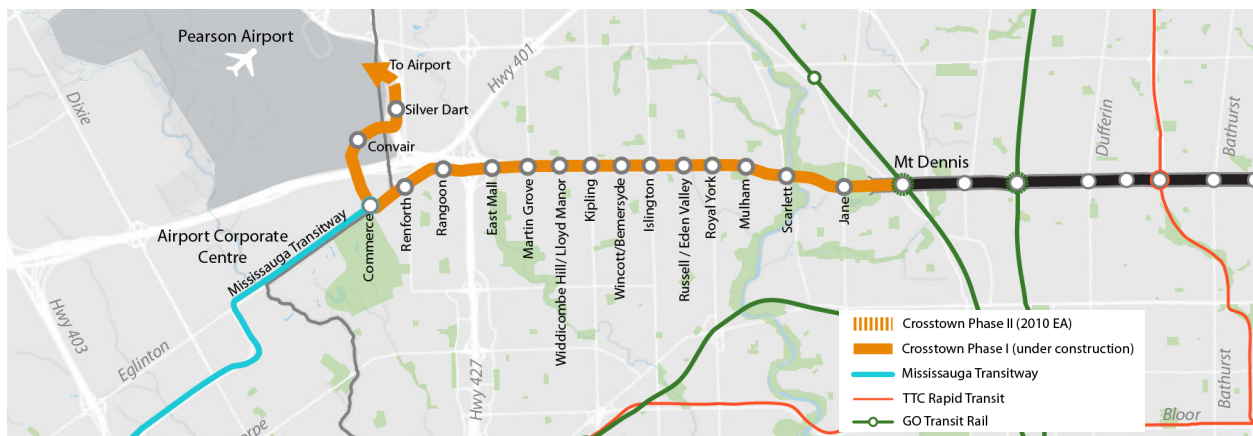 Pearson Airport
To Airport
Silver Dart
Convair
Hwy 401
Dixie
Dufferin
Bathurst
Mt Dennis
Airport Corporate
Centre
Mississauga Transitway
Commerce
Renforth
Rangoon
East Mall
Martin Grove
Widdicombe Hill/ Lloyd Manor
Kipling
Wincott/Bemersyde
Islington
Russell / Eden Valley
Royal York
Mulham
Scarlett
Jane
Hwy 403
Eglinton
Hwy 427
Crosstown Phase II (2010 EA)
Crosstown Phase I (under construction)
Mississauga Transitway
TTC Rapid Transit
GO Transit Rail
Bathurst
Bloor